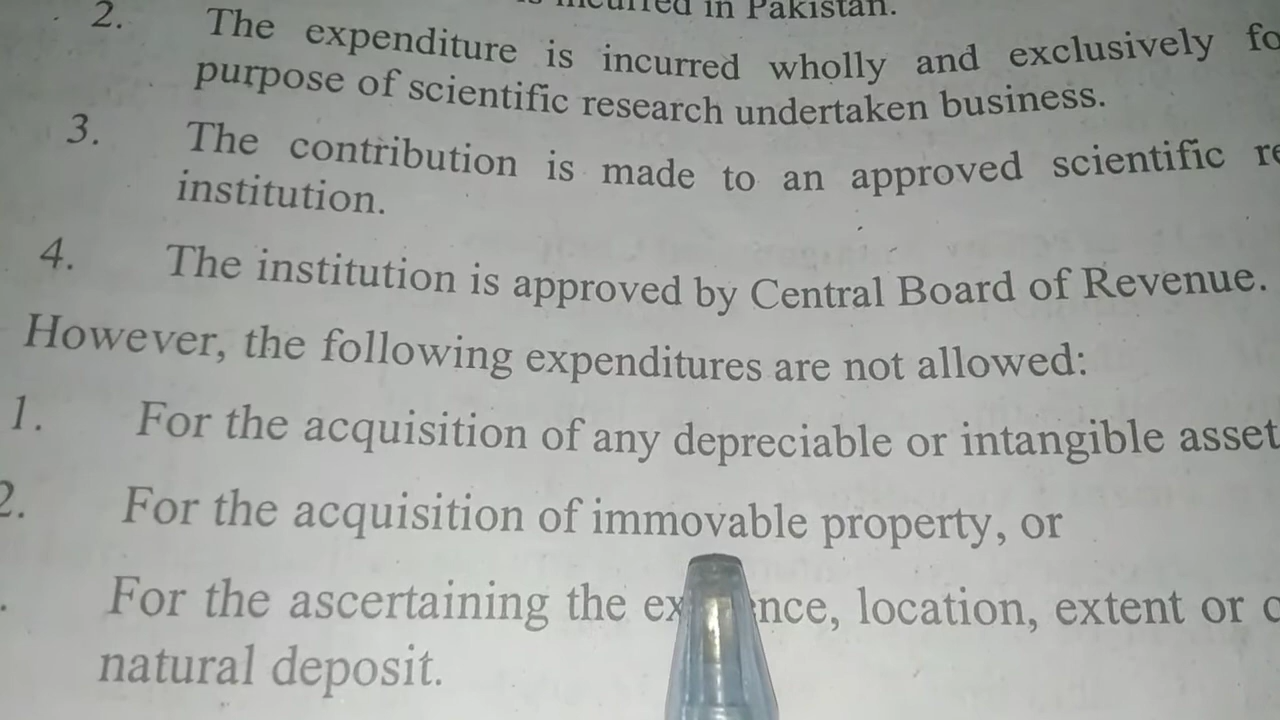 incurred in Pakistan.
2. The expenditure is incurred wholly and exclusively
purpose of scientific research undertaken business.
3. The contribution is made to an approved scientific
institution.
4. The institution is approved by Central Board of Revenue.
However, the following expenditures are not allowed:
1. For the acquisition of any depreciable or intangible asset
2. For the acquisition of immovable property, or
For the ascertaining the location, extent or
natural deposit.